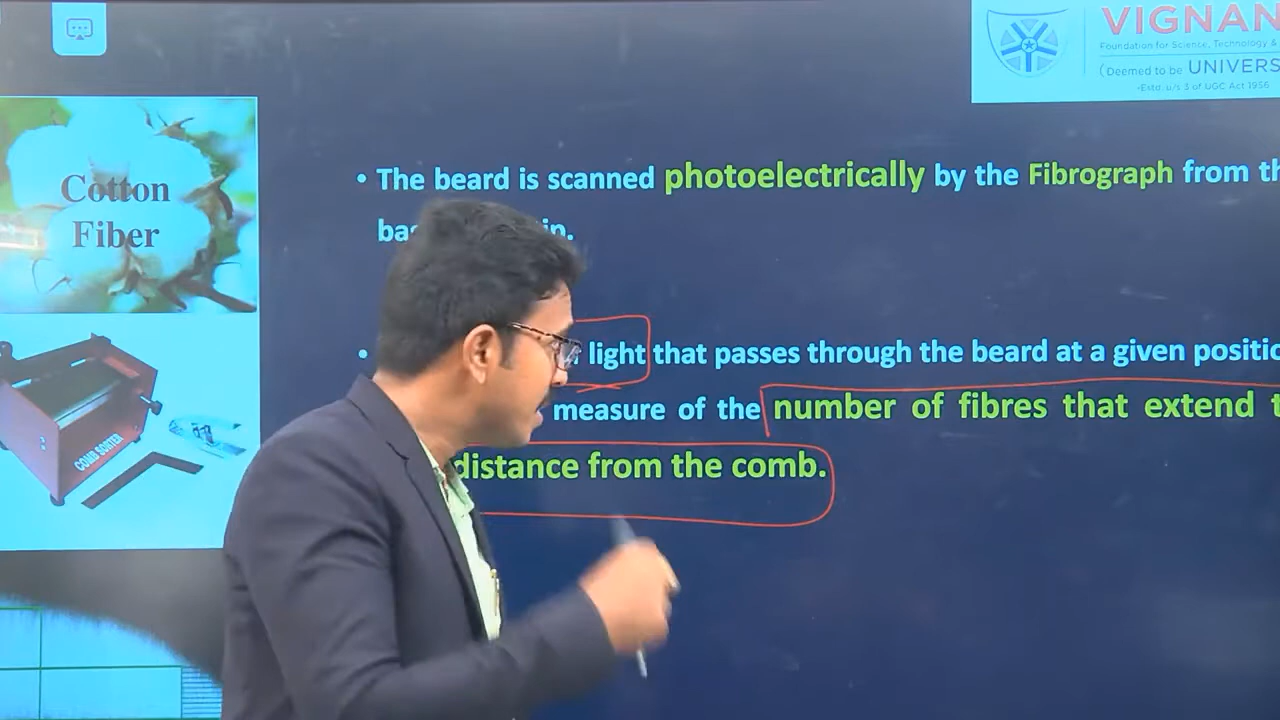 VIGNAN
Foundation for Science, Technology &
(Deemed to be UNIVERS
-Estd. u/s 3 of UGC Act 1956
Cotton
Fiber
• The beard is scanned photoelectrically by the Fibrograph from th
ba ip.
• light that passes through the beard at a given positio
measure of the number of fibres that extend t
distance from the comb.
COMB SORTER